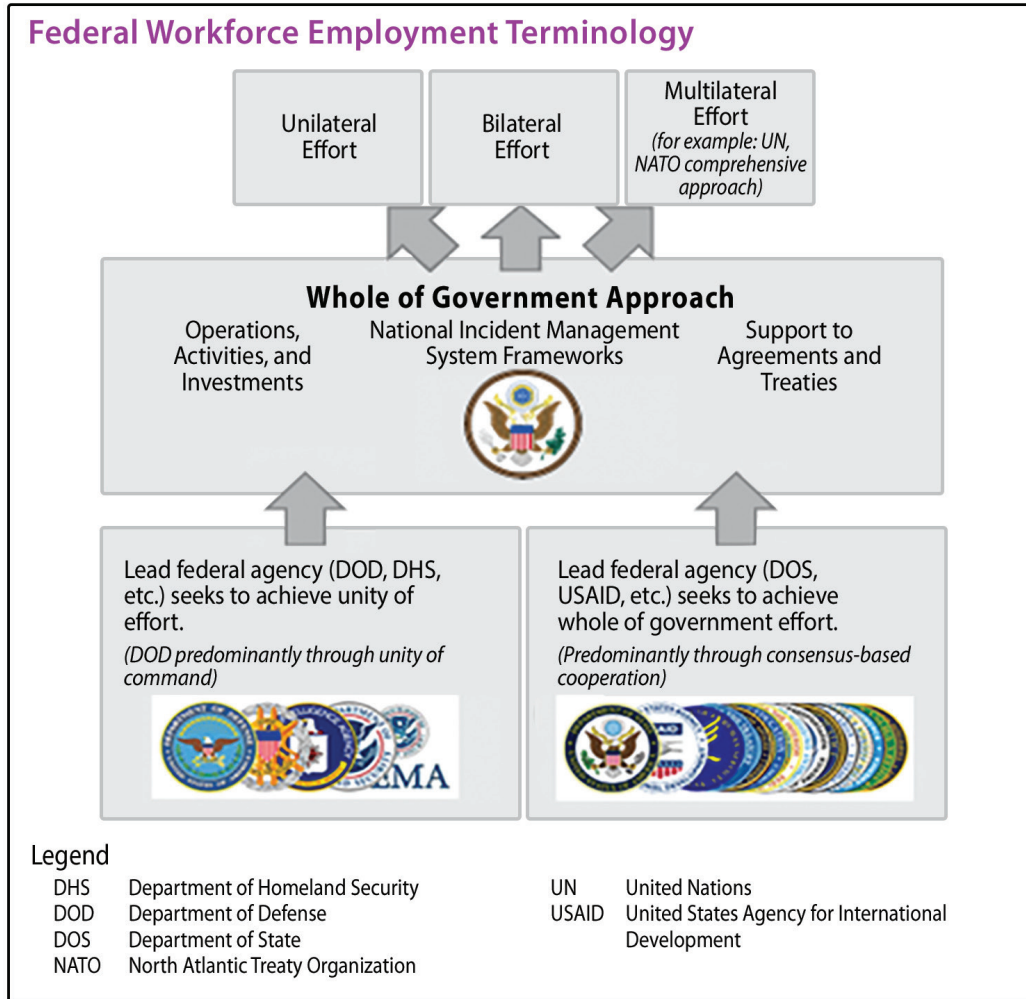 Federal Workforce Employment Terminology
Unilateral
Effort
Bilateral
Effort
Multilateral
Effort
(for example: UN,
NATO comprehensive
approach)
Whole of Government Approach
Operations,
Activities, and
Investments
National Incident Management
System Frameworks
Support to
Agreements and
Treaties
Lead federal agency (DOD, DHS,
etc.) seeks to achieve unity of
effort.
(DOD predominantly through unity of
command)
EMA
Lead federal agency (DOS,
USAID, etc.) seeks to achieve
whole of government effort.
(Predominantly through consensus-based
cooperation)
Legend
DHS Department of Homeland Security
DOD Department of Defense
DOS Department of State
NATO North Atlantic Treaty Organization
UN United Nations
USAID United States Agency for International
Development